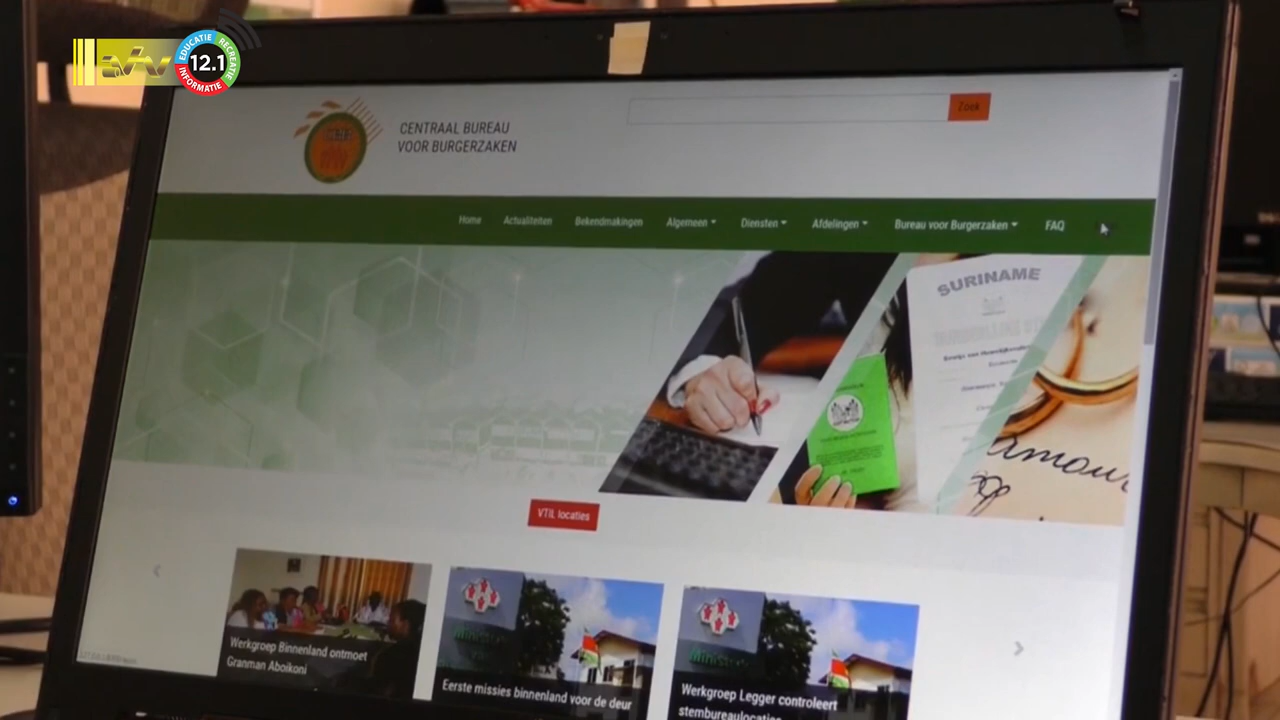 ATV
EDUCATIE
RECREATIE
INFORMATIE
12.1
CENTRAAL BUREAU
VOOR BURGERZAKEN
Zoek
Home
Actualiteiten
Bekendmakingen
Algemeen
Diensten
Afdelingen
Bureau voor Burgerzaken
FAQ
SURINAME
amour
VTIL locaties
Werkgroep Binnenland ontmoet
Granman Aboikoni
Eerste missies binnenland voor de deur
Werkgroep Legger controleert
stembureaulocaties